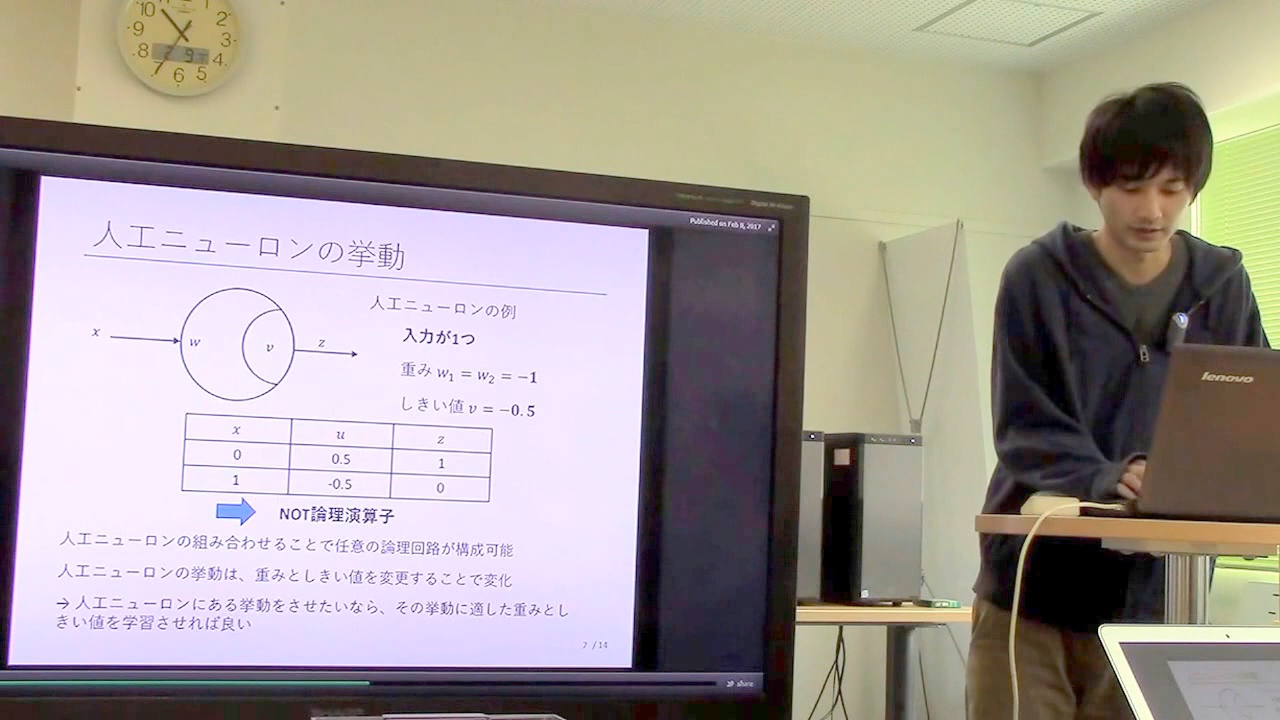 10
2
3
9
8
4
6
5
Published on Feb 8, 2017
人工ニューロンの挙動
人工ニューロンの例
入力が1つ
x
w
v
z
重み w₁ = w₂ = −1
しきい値 v = −0.5
x u z
0 0.5 1
1 -0.5 0
NOT論理演算子
人工ニューロンの組み合わせることで任意の論理回路が構成可能
人工ニューロンの挙動は、重みとしきい値を変更することで変化
→ 人工ニューロンにある挙動をさせたいなら、その挙動に適した重みとし
きい値を学習させれば良い
7 / 14
share
lenovo